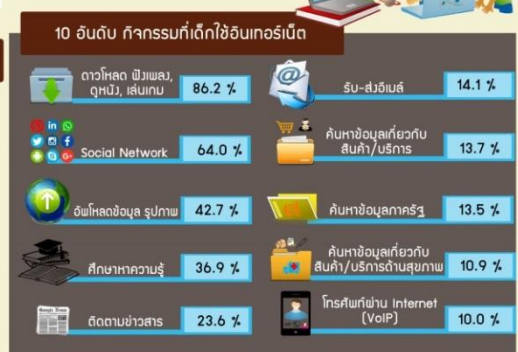 10 อันดับ กิจกรรมที่เด็กใช้อินเทอร์เน็ต
ดาวโหลด ฟังเพลง,
ดูหนัง, เล่นเกม
86.2 %
Social Network
64.0 %
อัพโหลดข้อมูล รูปภาพ
42.7 %
ศึกษาหาความรู้
36.9 %
ติดตามข่าวสาร
23.6 %
รับ-ส่งอีเมล์
14.1 %
ค้นหาข้อมูลเกี่ยวกับ
สินค้า/บริการ
13.7 %
ค้นหาข้อมูลภาครัฐ
13.5 %
ค้นหาข้อมูลเกี่ยวกับ
สินค้า/บริการด้านสุขภาพ
10.9 %
โทรศัพท์ผ่าน Internet
(VoIP)
10.0 %